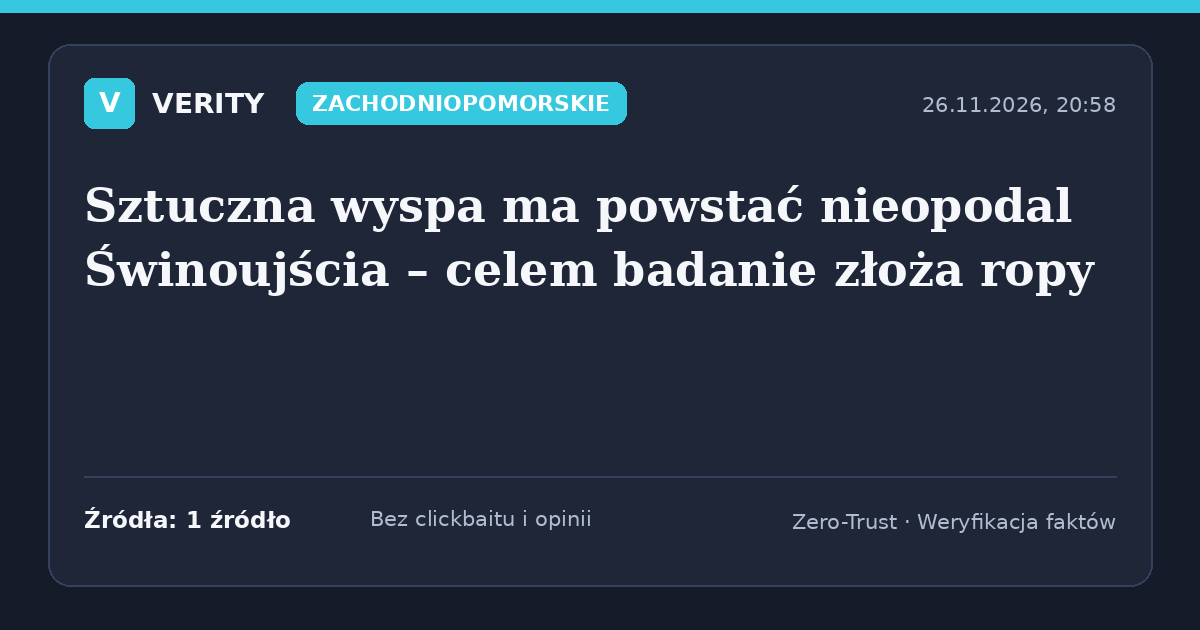 V VERITY ZACHODNIOPOMORSKIE 26.11.2026, 20:58
Sztuczna wyspa ma powstać nieopodal
Świnoujścia – celem badanie złoża ropy
Źródła: 1 źródło Bez clickbaitu i opinii Zero-Trust · Weryfikacja faktów